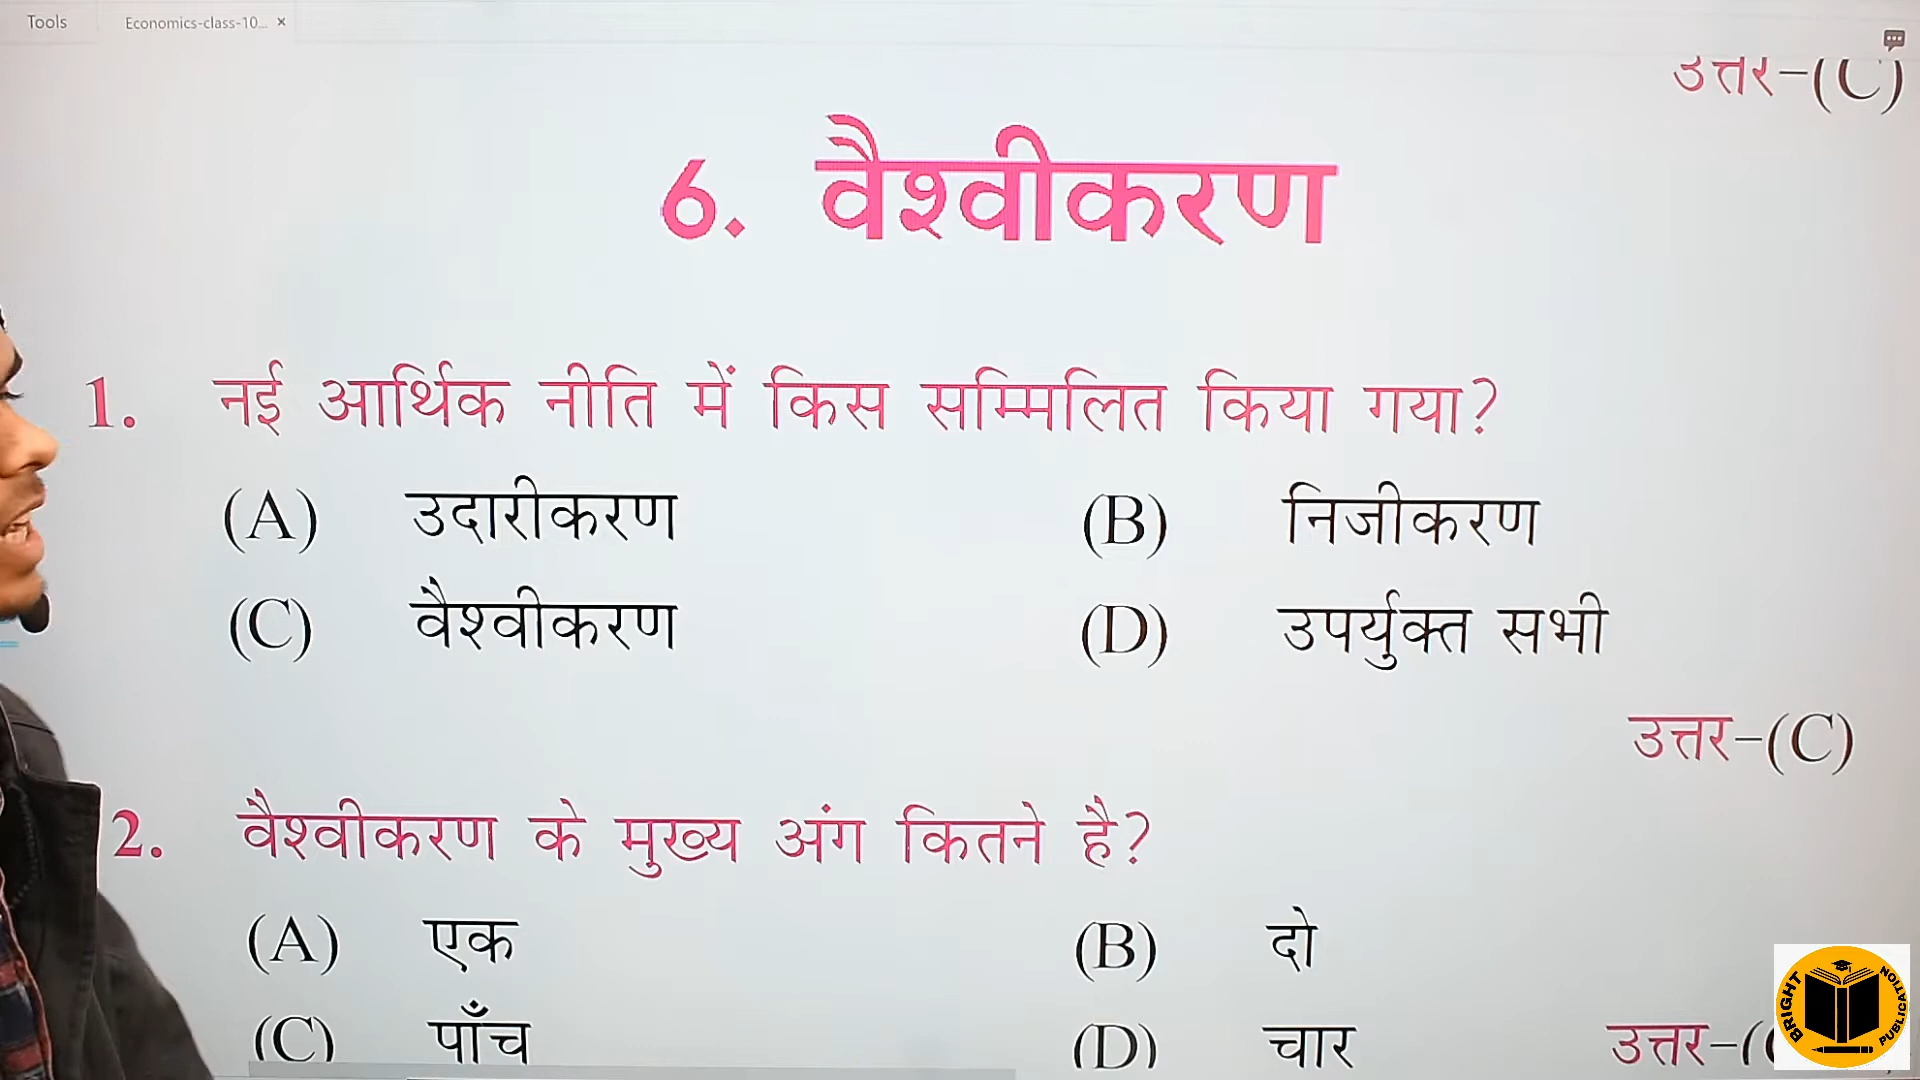 Tools Economics-class-10... ×
उत्तर–(C)
6. वैश्वीकरण
1. नई आर्थिक नीति में किस सम्मिलित किया गया?
(A) उदारीकरण (B) निजीकरण
(C) वैश्वीकरण (D) उपर्युक्त सभी
उत्तर–(C)
2. वैश्वीकरण के मुख्य अंग कितने है?
(A) एक (B) दो
(C) पाँच (D) चार उत्तर–(
BRIGHT PUBLICATION